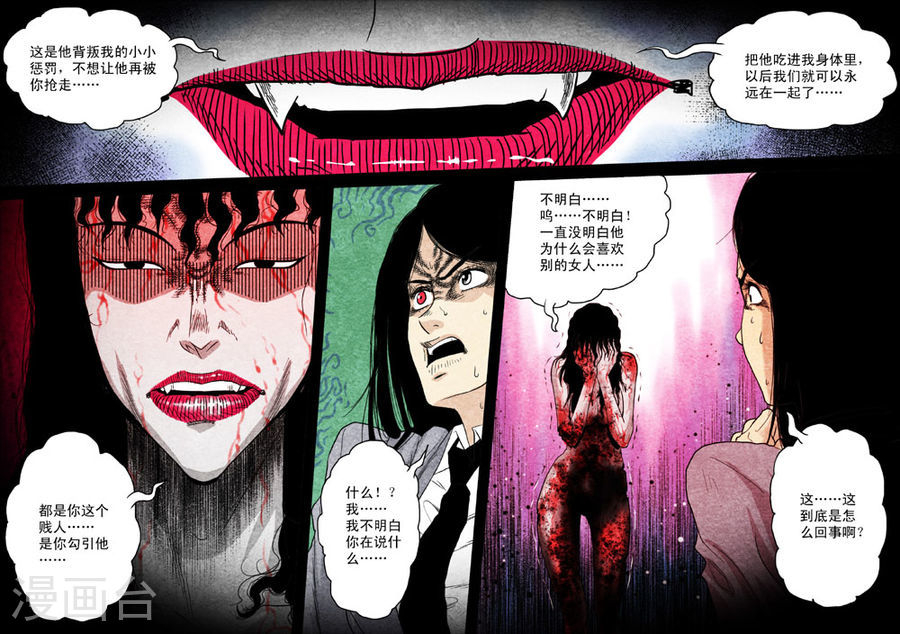 这是他背叛我的小小
惩罚，不想让他再被
你抢走……
把他吃进我身体里，
以后我们就可以永
远在一起了……
都是你这个
贱人……
是你勾引他
……
什么！？
我……
我不明白
你在说什
么……
不明白……
呜……不明白！
一直没明白他
为什么会喜欢
别的女人……
这……这
到底是怎
么回事啊？
漫画台